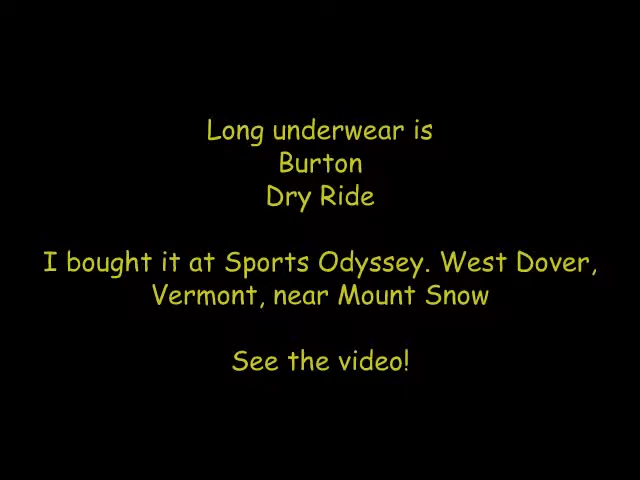 Long underwear is
Burton
Dry Ride
I bought it at Sports Odyssey. West Dover,
Vermont, near Mount Snow
See the video!